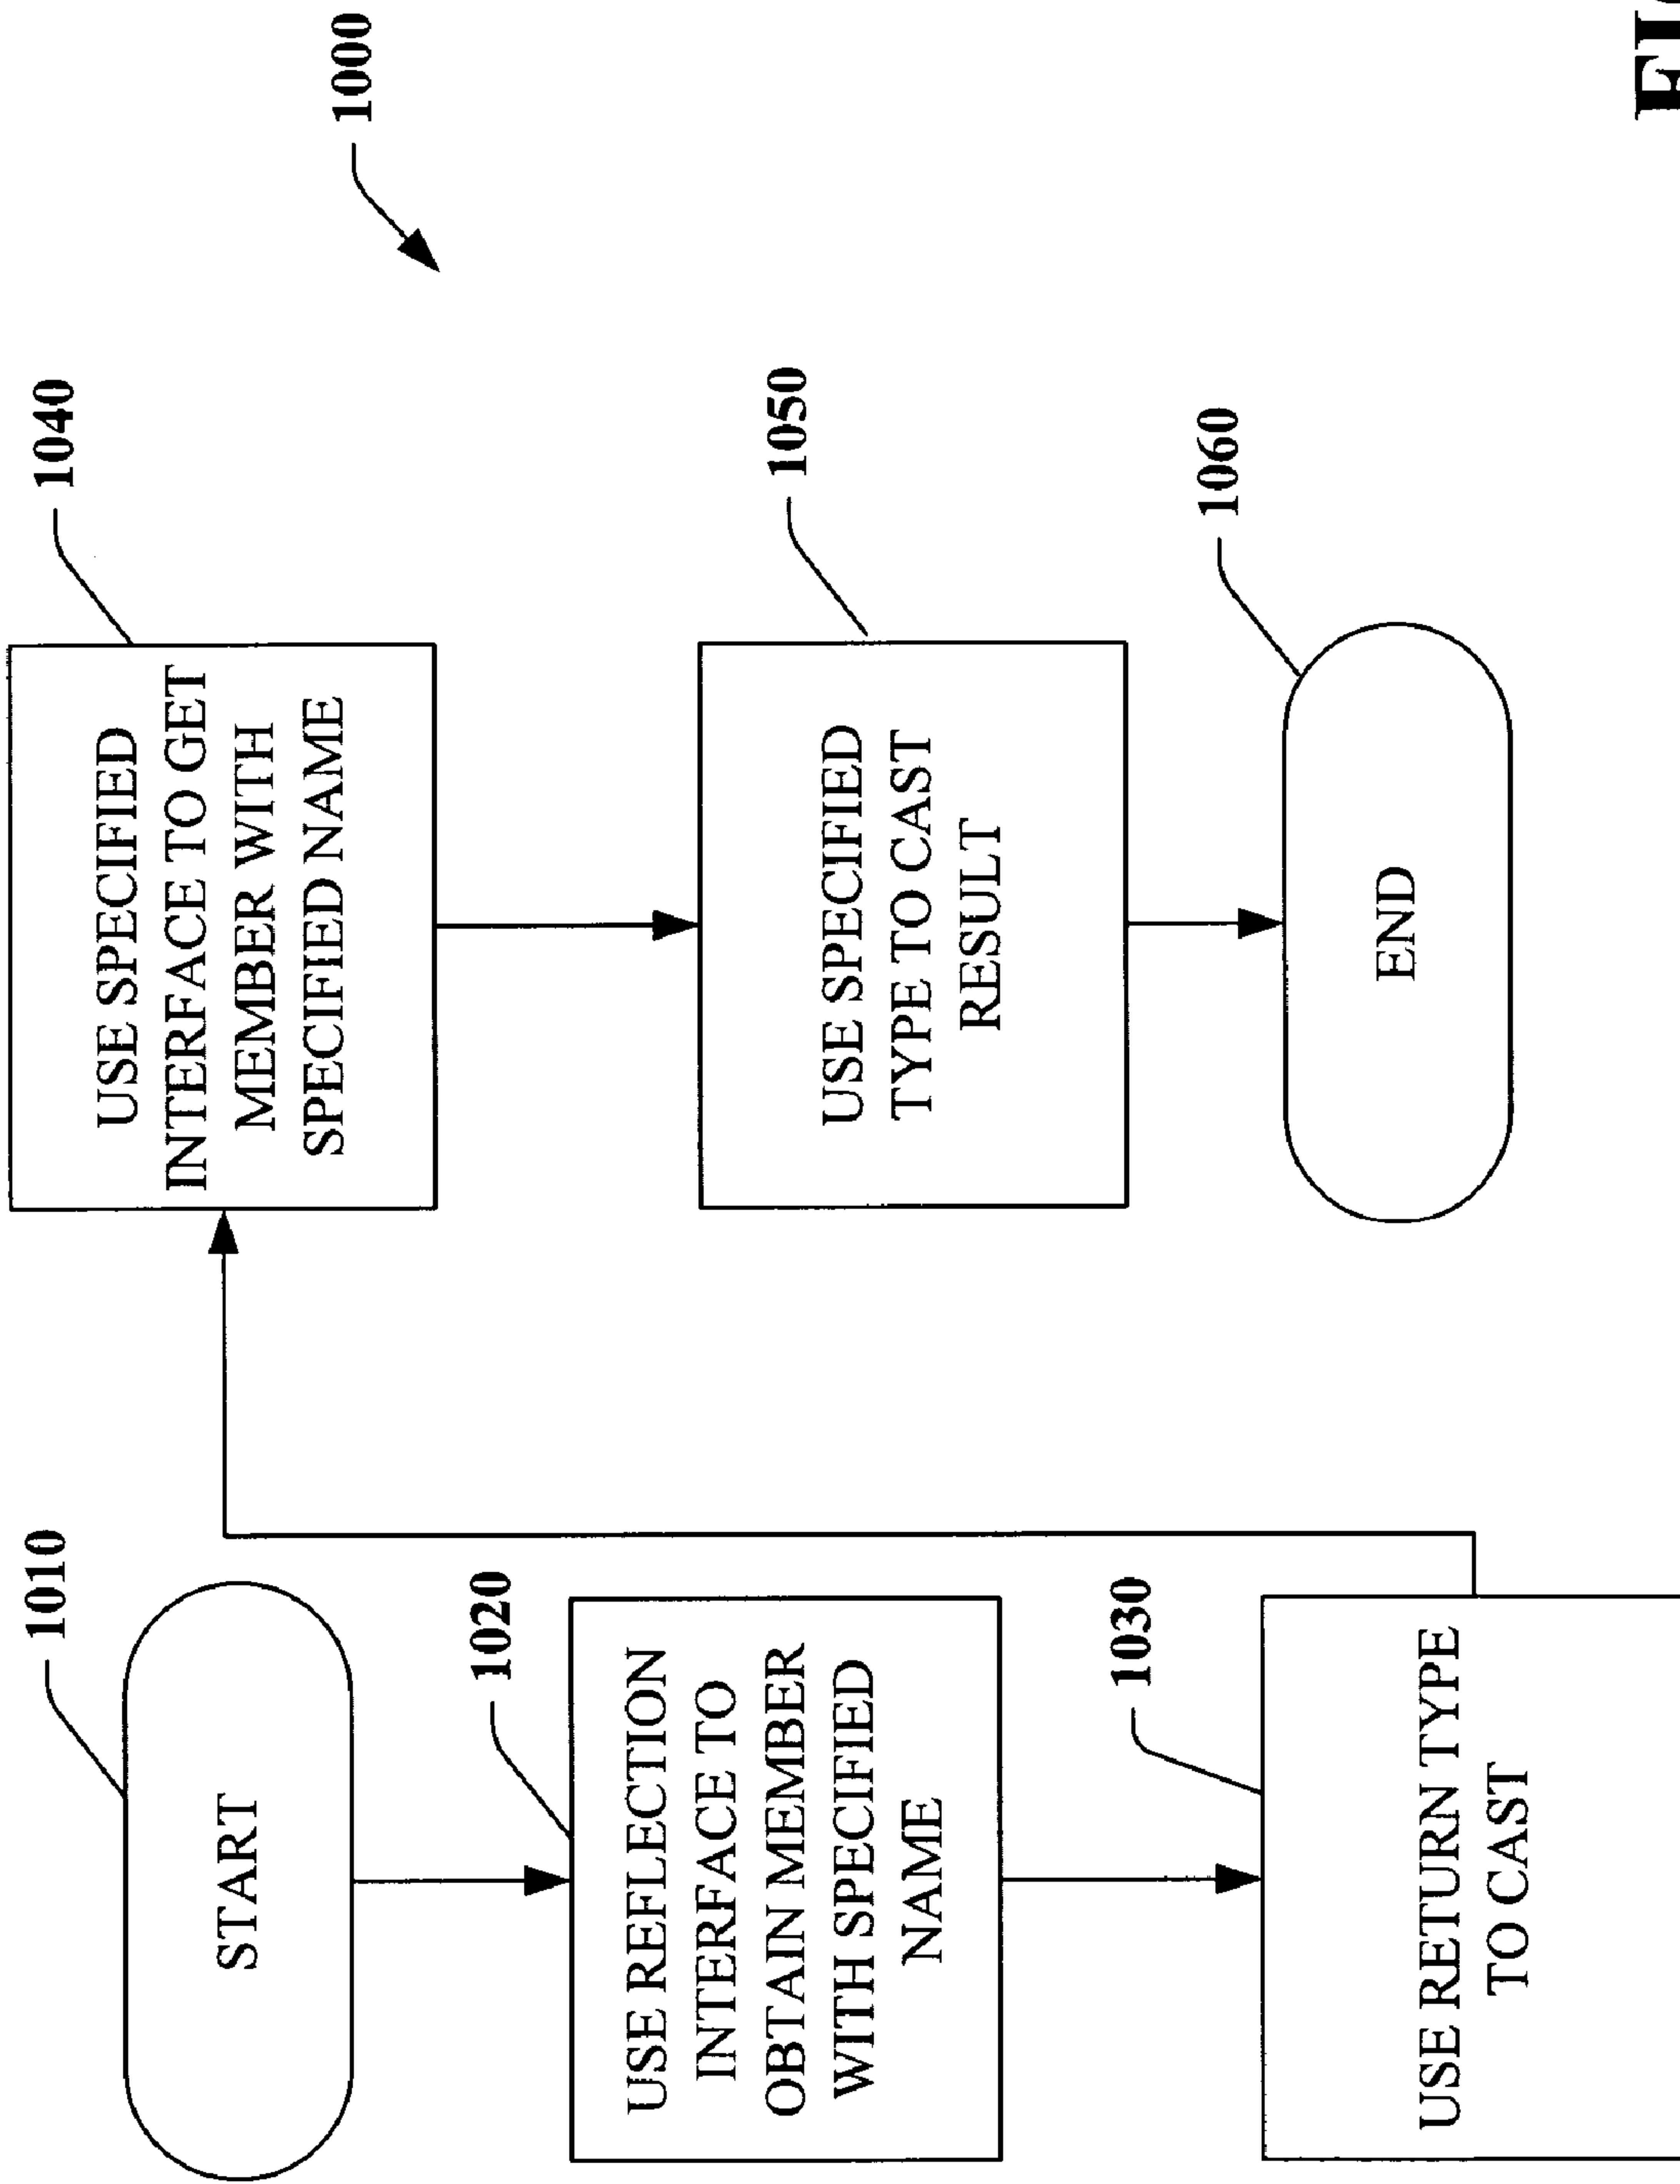 1010
START
1020
USE REFLECTION
INTERFACE TO
OBTAIN MEMBER
WITH SPECIFIED
NAME
1030
USE RETURN TYPE
TO CAST
1040
USE SPECIFIED
INTERFACE TO GET
MEMBER WITH
SPECIFIED NAME
1050
USE SPECIFIED
TYPE TO CAST
RESULT
1060
END
1000